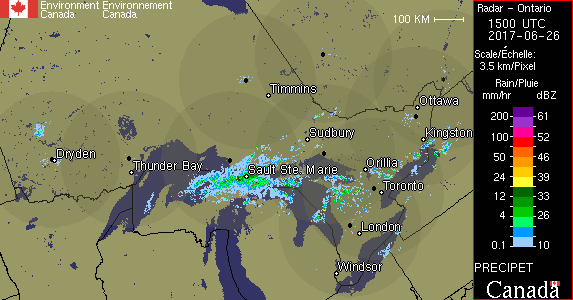 Environment Environnement
Canada Canada
100 KM
Timmins
Ottawa
Sudbury
Kingston
Dryden
Thunder Bay
Sault Ste. Marie
Orillia
Toronto
London
Windsor
Radar - Ontario
1500 UTC
2017-06-26
Scale/Échelle:
3.5 km/Pixel
Rain/Pluie
mm/hr dBZ
200 61
100 52
50 46
24 39
12 33
4 26
1 20
0.1 10
PRECIPET
Canada